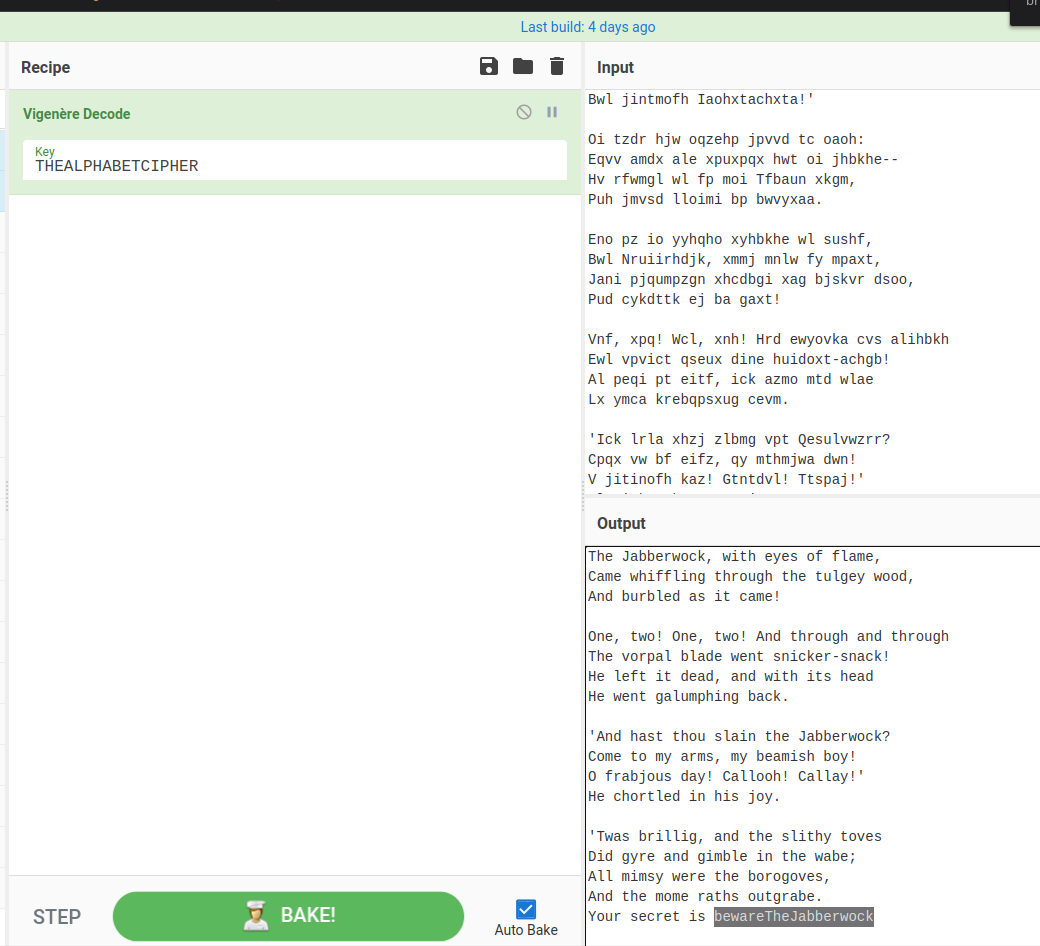 Last build: 4 days ago
Recipe
Vigenère Decode
Key
THEALPHABETCIPHER
STEP
BAKE!
Auto Bake
Input
Bwl jintmofh Iaohxtachxta!'
Oi tzdr hjw oqzehp jpvvd tc oaoh:
Eqvv amdx ale xpuxpqx hwt oi jhbkhe--
Hv rfwmgl wl fp moi Tfbaun xkgm,
Puh jmvsd lloimi bp bwvyxaa.
Eno pz io yyhqho xyhbkhe wl sushf,
Bwl Nruiirhdjk, xmmj mnlw fy mpaxt,
Jani pjqumpzgn xhcdbgi xag bjskvr dsoo,
Pud cykdttk ej ba gaxt!
Vnf, xpq! Wcl, xnh! Hrd ewyovka cvs alihbkh
Ewl vpvict qseux dine huidoxt-achgb!
Al peqi pt eitf, ick azmo mtd wlae
Lx ymca krebqpsxug cevm.
'Ick lrla xhzj zlbmg vpt Qesulvwzrr?
Cpqx vw bf eifz, qy mthmjwa dwn!
V jitinofh kaz! Gtntdvl! Ttspaj!'
Output
The Jabberwock, with eyes of flame,
Came whiffling through the tulgey wood,
And burbled as it came!
One, two! One, two! And through and through
The vorpal blade went snicker-snack!
He left it dead, and with its head
He went galumphing back.
'And hast thou slain the Jabberwock?
Come to my arms, my beamish boy!
O frabjous day! Callooh! Callay!'
He chortled in his joy.
'Twas brillig, and the slithy toves
Did gyre and gimble in the wabe;
All mimsy were the borogoves,
And the mome raths outgrabe.
Your secret is bewareTheJabberwock